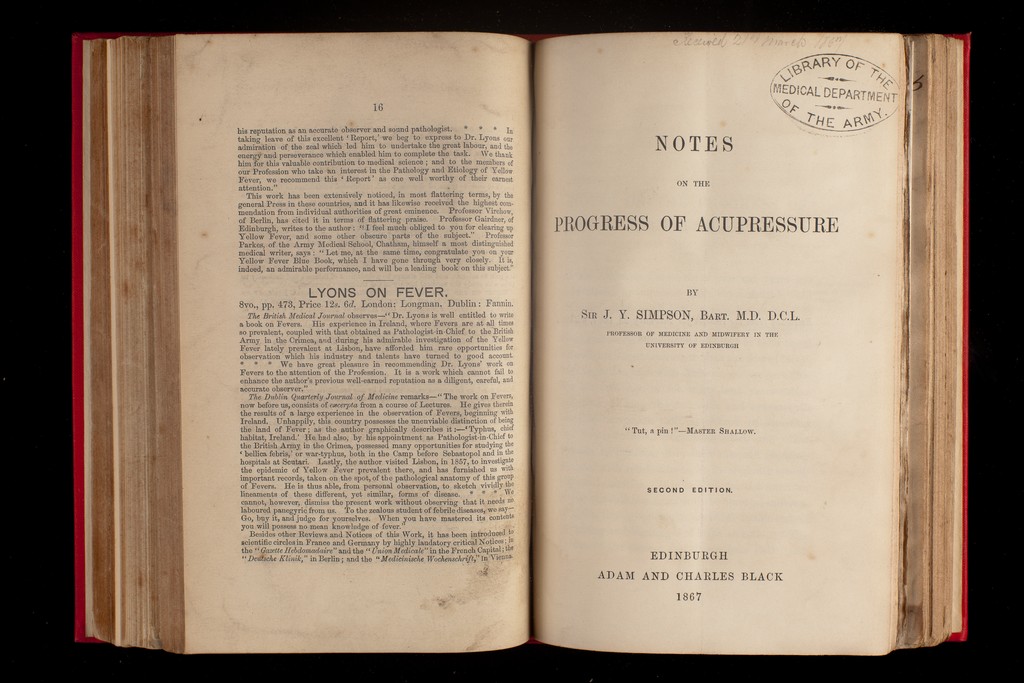 16
his reputation as an accurate observer and sound pathologist. * * * In
taking leave of this excellent ‘Report,’ we beg to express to Dr. Lyons our
admiration of the zeal which led him to undertake the great labour, and the
energy and perseverance which enabled him to complete the task. We thank
him for this valuable contribution to medical science; and to the members of
our Profession who take an interest in the Pathology and Etiology of Yellow
Fever, we recommend this ‘Report’ as one well worthy of their earnest
attention.”
This work has been extensively noticed, in most flattering terms, by the
general Press in these countries, and it has likewise received the highest com-
mendation from individual authorities of great eminence. Professor Virchow,
of Berlin, has cited it in terms of flattering praise. Professor Gairdner, of
Edinburgh, writes to the author: “I feel much obliged to you for clearing up
Yellow Fever, and some other obscure parts of the subject.” Professor
Parkes, of the Army Medical School, Chatham, himself a most distinguished
medical writer, says: “Let me, at the same time, congratulate you on your
Yellow Fever Blue Book, which I have gone through very closely. It is,
indeed, an admirable performance, and will be a leading book on this subject.”
LYONS ON FEVER.
8vo., pp. 473, Price 12s. 6d. London: Longman. Dublin: Fannin.
The British Medical Journal observes—“Dr. Lyons is well entitled to write
a book on Fevers. His experience in Ireland, where Fevers are at all times
so prevalent, coupled with that obtained as Pathologist-in-Chief to the British
Army in the Crimea, and during his admirable investigation of the Yellow
Fever lately prevalent at Lisbon, have afforded him rare opportunities for
observation which his industry and talents have turned to good account.
* * * We have great pleasure in recommending Dr. Lyons’ work on
Fevers to the attention of the Profession. It is a work which cannot fail to
enhance the author’s previous well-earned reputation as a diligent, careful, and
accurate observer.”
The Dublin Quarterly Journal of Medicine remarks—“The work on Fevers,
now before us, consists of excerpta from a course of Lectures. He gives therein
the results of a large experience in the observation of Fevers, beginning with
Ireland. Unhappily, this country possesses the unenviable distinction of being
the land of Fever; as the author graphically describes it:—‘Typhus, chief
habitat, Ireland.’ He had also, by his appointment as Pathologist-in-Chief to
the British Army in the Crimea, possessed many opportunities for studying the
‘bellica febris,’ or war-typhus, both in the Camp before Sebastopol and in the
hospitals at Scutari. Lastly, the author visited Lisbon, in 1857, to investigate
the epidemic of Yellow Fever prevalent there, and has furnished us with
important records, taken on the spot, of the pathological anatomy of this group
of Fevers. He is thus able, from personal observation, to sketch vividly the
lineaments of these different, yet similar, forms of disease. * * * We
cannot, however, dismiss the present work without observing that it needs no
laboured panegyric from us. To the zealous student of febrile diseases, we say—
Go, buy it, and judge for yourselves. When you have mastered its contents
you will possess no mean knowledge of fever.”
Besides other Reviews and Notices of this Work, it has been introduced to
scientific circles in France and Germany by highly laudatory critical Notices; in
the “Gazette Hebdomadaire” and the “Union Medicale” in the French Capital; the
“Deutsche Klinik,” in Berlin; and the “Medicinische Wochenschrift,” in Vienna.
Received 21st March
LIBRARY OF THE
MEDICAL DEPARTMENT
OF THE ARMY.
NOTES
ON THE
PROGRESS OF ACUPRESSURE
BY
SIR J. Y. SIMPSON, BART. M.D. D.C.L.
PROFESSOR OF MEDICINE AND MIDWIFERY IN THE
UNIVERSITY OF EDINBURGH
“Tut, a pin!”—MASTER SHALLOW.
SECOND EDITION.
EDINBURGH
ADAM AND CHARLES BLACK
1867